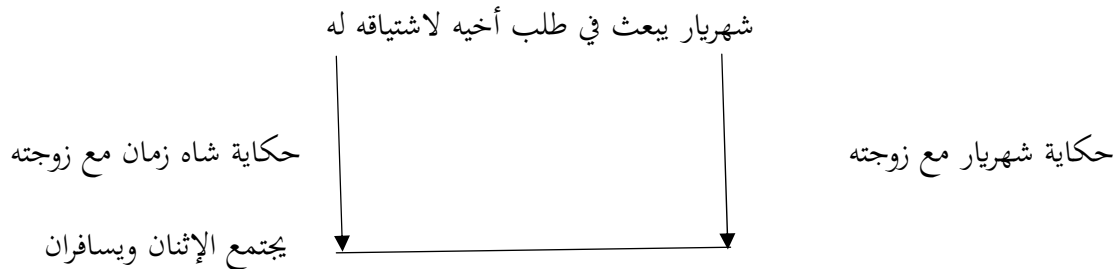 شهريار يبعث في طلب أخيه لاشتياقه له
حكاية شهريار مع زوجته
حكاية شاه زمان مع زوجته
يجتمع الإثنان ويسافران